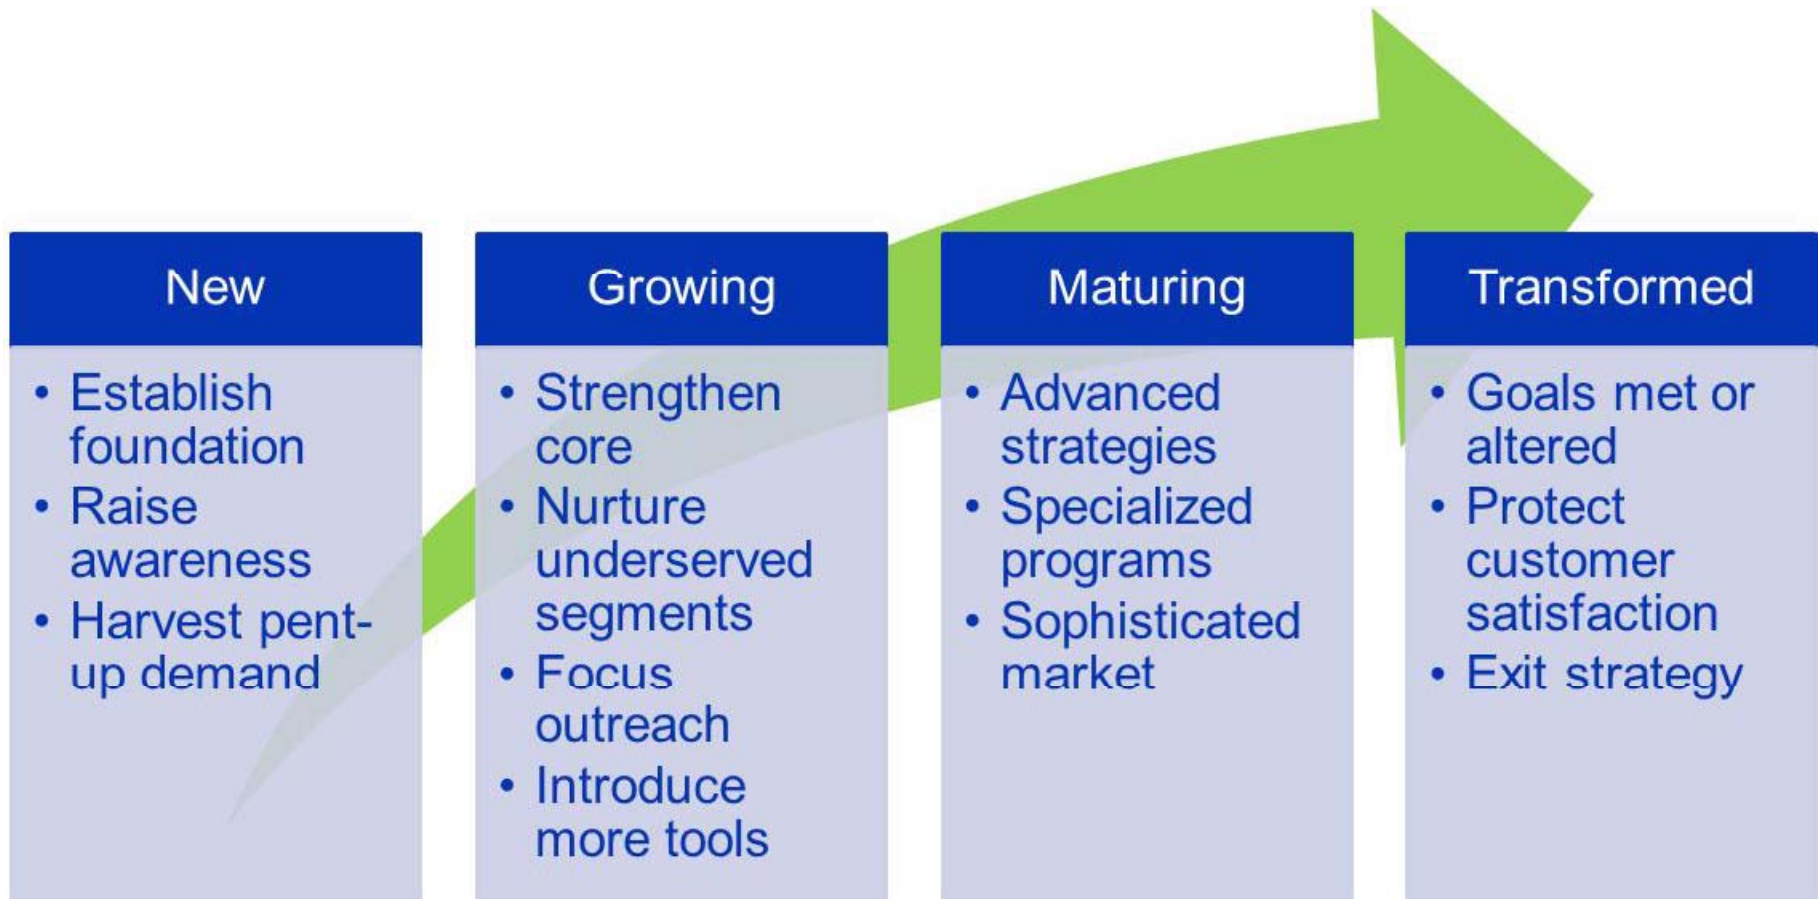 New
• Establish
foundation
• Raise
awareness
• Harvest pent-
up demand
Growing
• Strengthen
core
• Nurture
underserved
segments
• Focus
outreach
• Introduce
more tools
Maturing
• Advanced
strategies
• Specialized
programs
• Sophisticated
market
Transformed
• Goals met or
altered
• Protect
customer
satisfaction
• Exit strategy